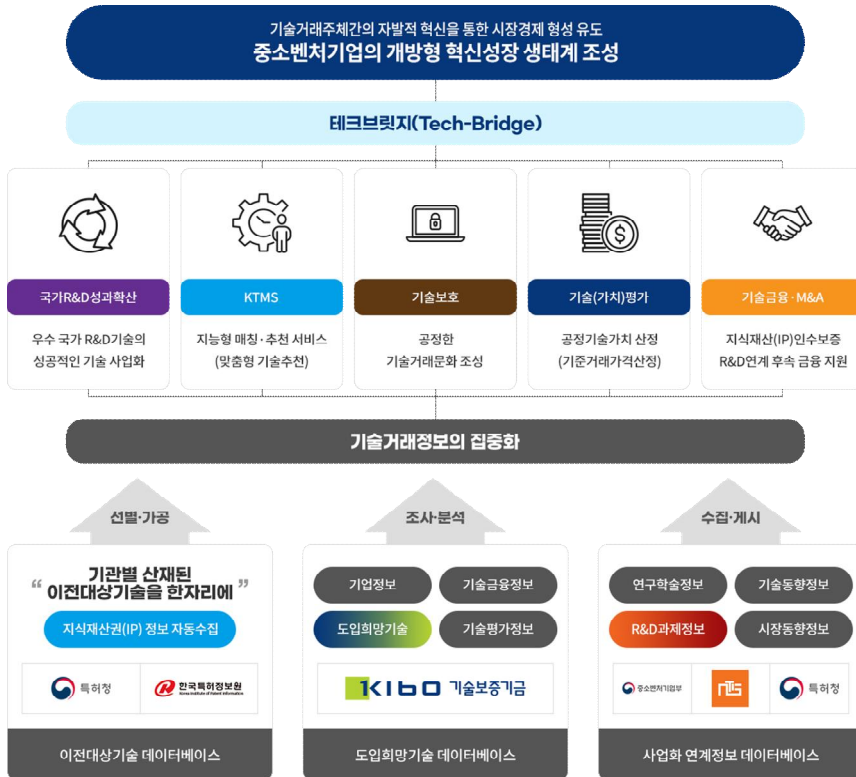 기술거래주체간의 자발적 혁신을 통한 시장경제 형성 유도
중소벤처기업의 개방형 혁신성장 생태계 조성
테크브릿지(Tech-Bridge)
국가R&D성과확산
우수 국가 R&D기술의
성공적인 기술 사업화
KTMS
지능형 매칭·추천 서비스
(맞춤형 기술추천)
기술보호
공정한
기술거래문화 조성
기술(가치)평가
공정기술가치 산정
(기준거래가격산정)
기술금융·M&A
지식재산(IP)인수보증
R&D연계 후속 금융 지원
기술거래정보의 집중화
선별·가공
조사·분석
수집·게시
기관별 산재된
“ 이전대상기술을 한자리에 ”
지식재산권(IP) 정보 자동수집
특허청
한국특허정보원
Korea Institute of Patent Information
이전대상기술 데이터베이스
기업정보
기술금융정보
도입희망기술
기술평가정보
KIBO 기술보증기금
도입희망기술 데이터베이스
연구학술정보
기술동향정보
R&D과제정보
시장동향정보
중소벤처기업부
NTIS
특허청
사업화 연계정보 데이터베이스